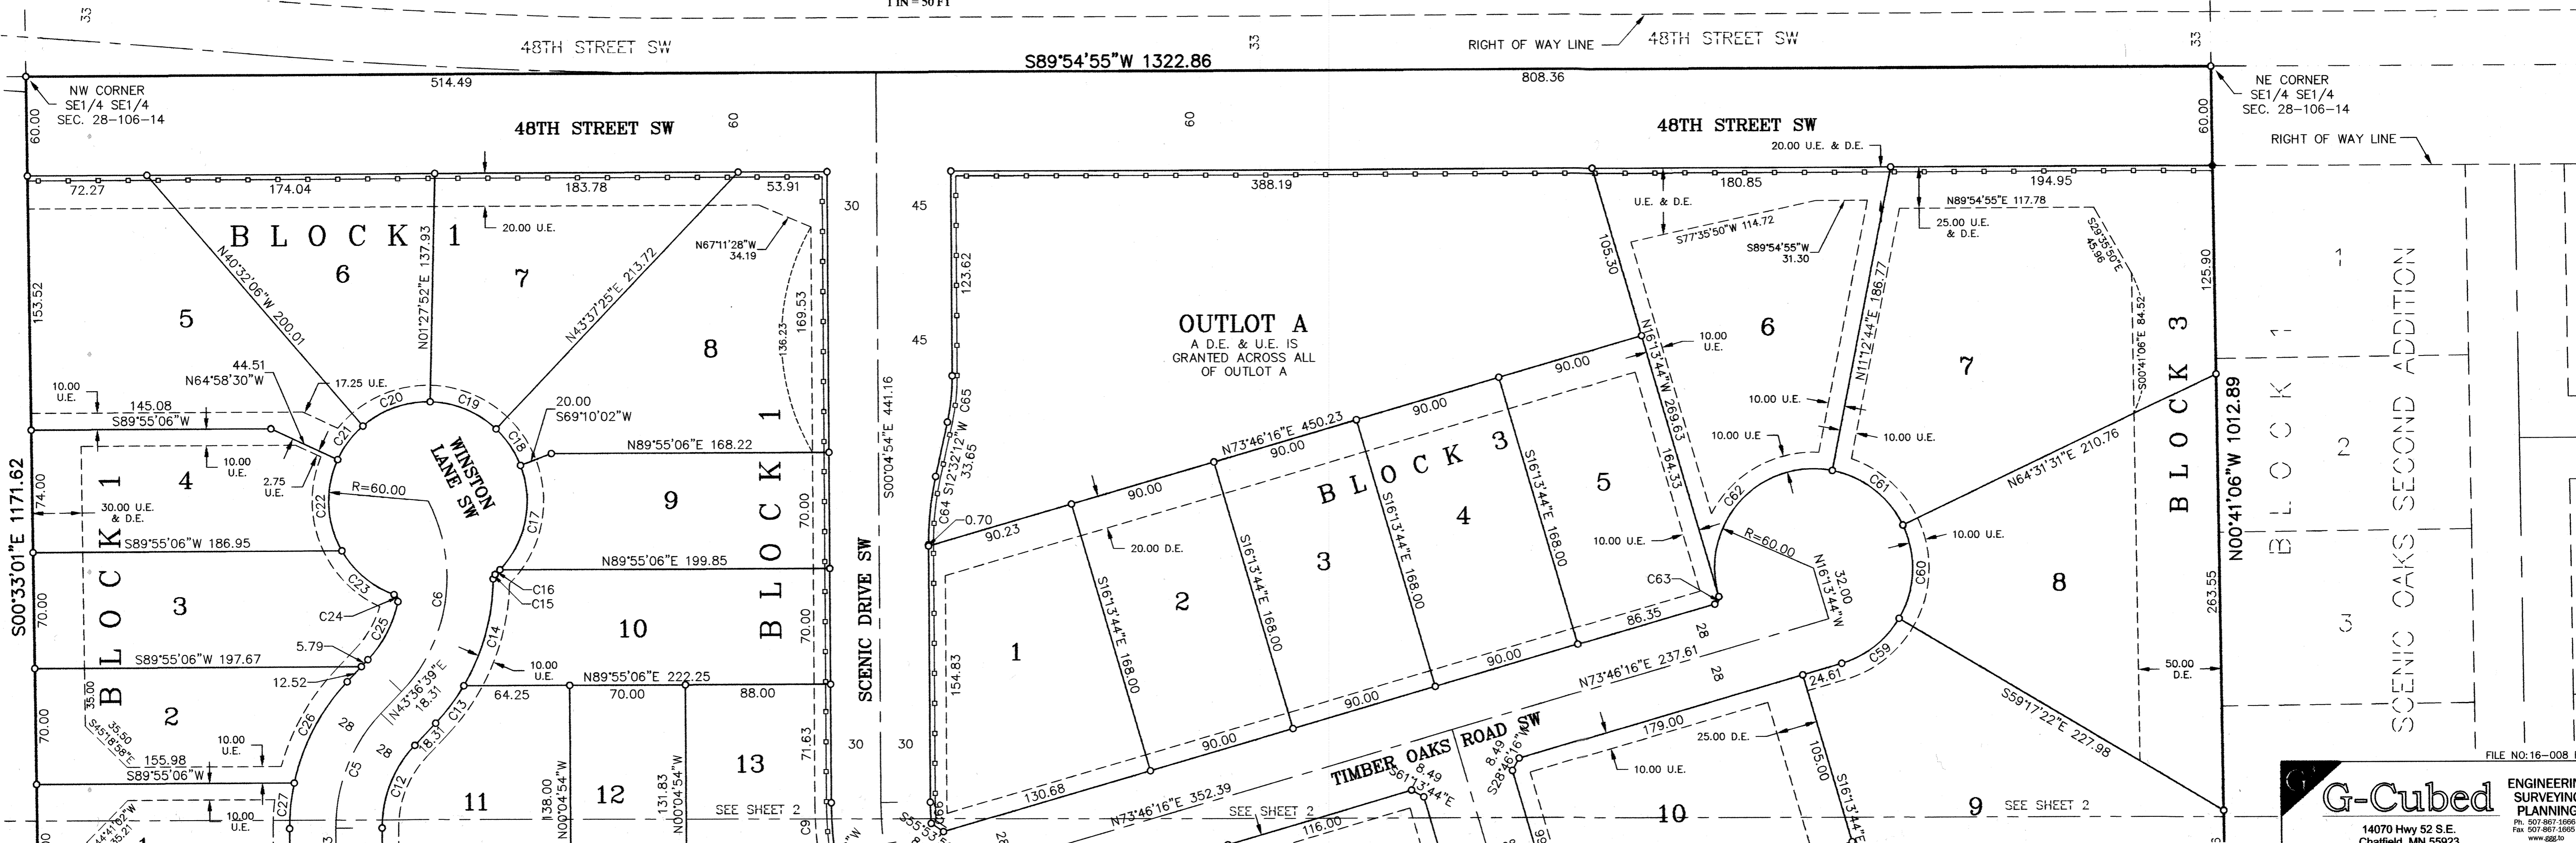 1 IN = 50 FT
33
48TH STREET SW
S89°54'55"W 1322.86
33
RIGHT OF WAY LINE
48TH STREET SW
33
514.49
808.36
NW CORNER
SE1/4 SE1/4
SEC. 28-106-14
NE CORNER
SE1/4 SE1/4
SEC. 28-106-14
60.00
48TH STREET SW
60
60
48TH STREET SW
60.00
RIGHT OF WAY LINE
20.00 U.E. & D.E.
72.27
174.04
183.78
53.91
388.19
180.85
194.95
30
45
U.E. & D.E.
N89°54'55"E 117.78
BLOCK 1
20.00 U.E.
25.00 U.E.
& D.E.
S77°35'50"W 114.72
S89°54'55"W
31.30
S29°35'50"E
45.96
N67°11'28"W
34.19
153.52
N40°32'06"W 200.01
6
N01°27'52"E 137.93
7
N43°37'25"E 213.72
136.23
169.53
123.62
105.30
N11°12'44"E 186.77
125.90
5
8
45
OUTLOT A
A D.E. & U.E. IS
GRANTED ACROSS ALL
OF OUTLOT A
6
10.00
U.E.
7
S00°41'06"E 84.52
BLOCK 3
1
44.51
N64°58'30"W
17.25 U.E.
10.00
U.E.
145.08
S89°55'06"W
C20
C19
C21
C18
20.00
S69°10'02"W
N89°55'06"E 168.22
S00°04'54"E 441.16
S12°32'12"W
33.65
C65
C64
0.70
90.23
90.00
N73°46'16"E 450.23
90.00
90.00
90.00
N16°13'44"W 269.63
164.33
10.00 U.E.
10.00 U.E.
10.00 U.E
N64°31'31"E 210.76
N00°41'06"W 1012.89
BLOCK 1
2
3
SCENIC OAKS SECOND ADDITION
S00°33'01"E 1171.62
74.00
4
10.00
U.E.
2.75
U.E.
30.00 U.E.
& D.E.
BLOCK 1
C22
R=60.00
WINSTON
LANE SW
C17
9
70.00
BLOCK 1
S89°55'06"W 186.95
N89°55'06"E 199.85
SCENIC DRIVE SW
20.00 D.E.
BLOCK 3
S16°13'44"E 168.00
S16°13'44"E 168.00
S16°13'44"E 168.00
S16°13'44"E 168.00
1
2
3
4
5
10.00 U.E.
C62
C61
R=60.00
N16°13'44"W
32.00
C60
10.00 U.E.
C63
86.35
8
263.55
70.00
3
C23
C24
C25
C6
C16
C15
C14
10
70.00
5.79
S89°55'06"W 197.67
12.52
10.00
U.E.
N89°55'06"E 222.25
64.25
70.00
88.00
154.83
90.00
90.00
90.00
28
N73°46'16"E 237.61
28
C59
24.61
S59°17'22"E 227.98
50.00
D.E.
70.00
35.00
S45°18'58"E
35.50
2
C26
28
28
N43°36'39"E
18.31
C13
18.31
C5
C12
155.98
S89°55'06"W
10.00
U.E.
71.63
30
30
13
138.00
N00°04'54"W
131.83
N00°04'54"W
11
12
SEE SHEET 2
C9
130.68
TIMBER OAKS ROAD SW
N73°46'16"E 352.39
8.49
S61°13'44"E
8.49
S28°46'16"W
179.00
25.00 D.E.
10.00 U.E.
105.00
S16°13'44"E
SEE SHEET 2
116.00
10
9
SEE SHEET 2
C27
10.00
U.E.
FILE NO:16-008
G-Cubed
14070 Hwy 52 S.E.
Chatfield, MN 55923
ENGINEERING
SURVEYING
PLANNING
Ph. 507-867-1666
Fax 507-867-1665
www.ggg.to